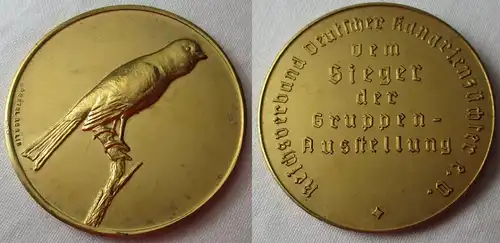 Reichsverband Deutscher Kanarienzüchter e.V.
Dem
Sieger
der
Gruppen-
Ausstellung